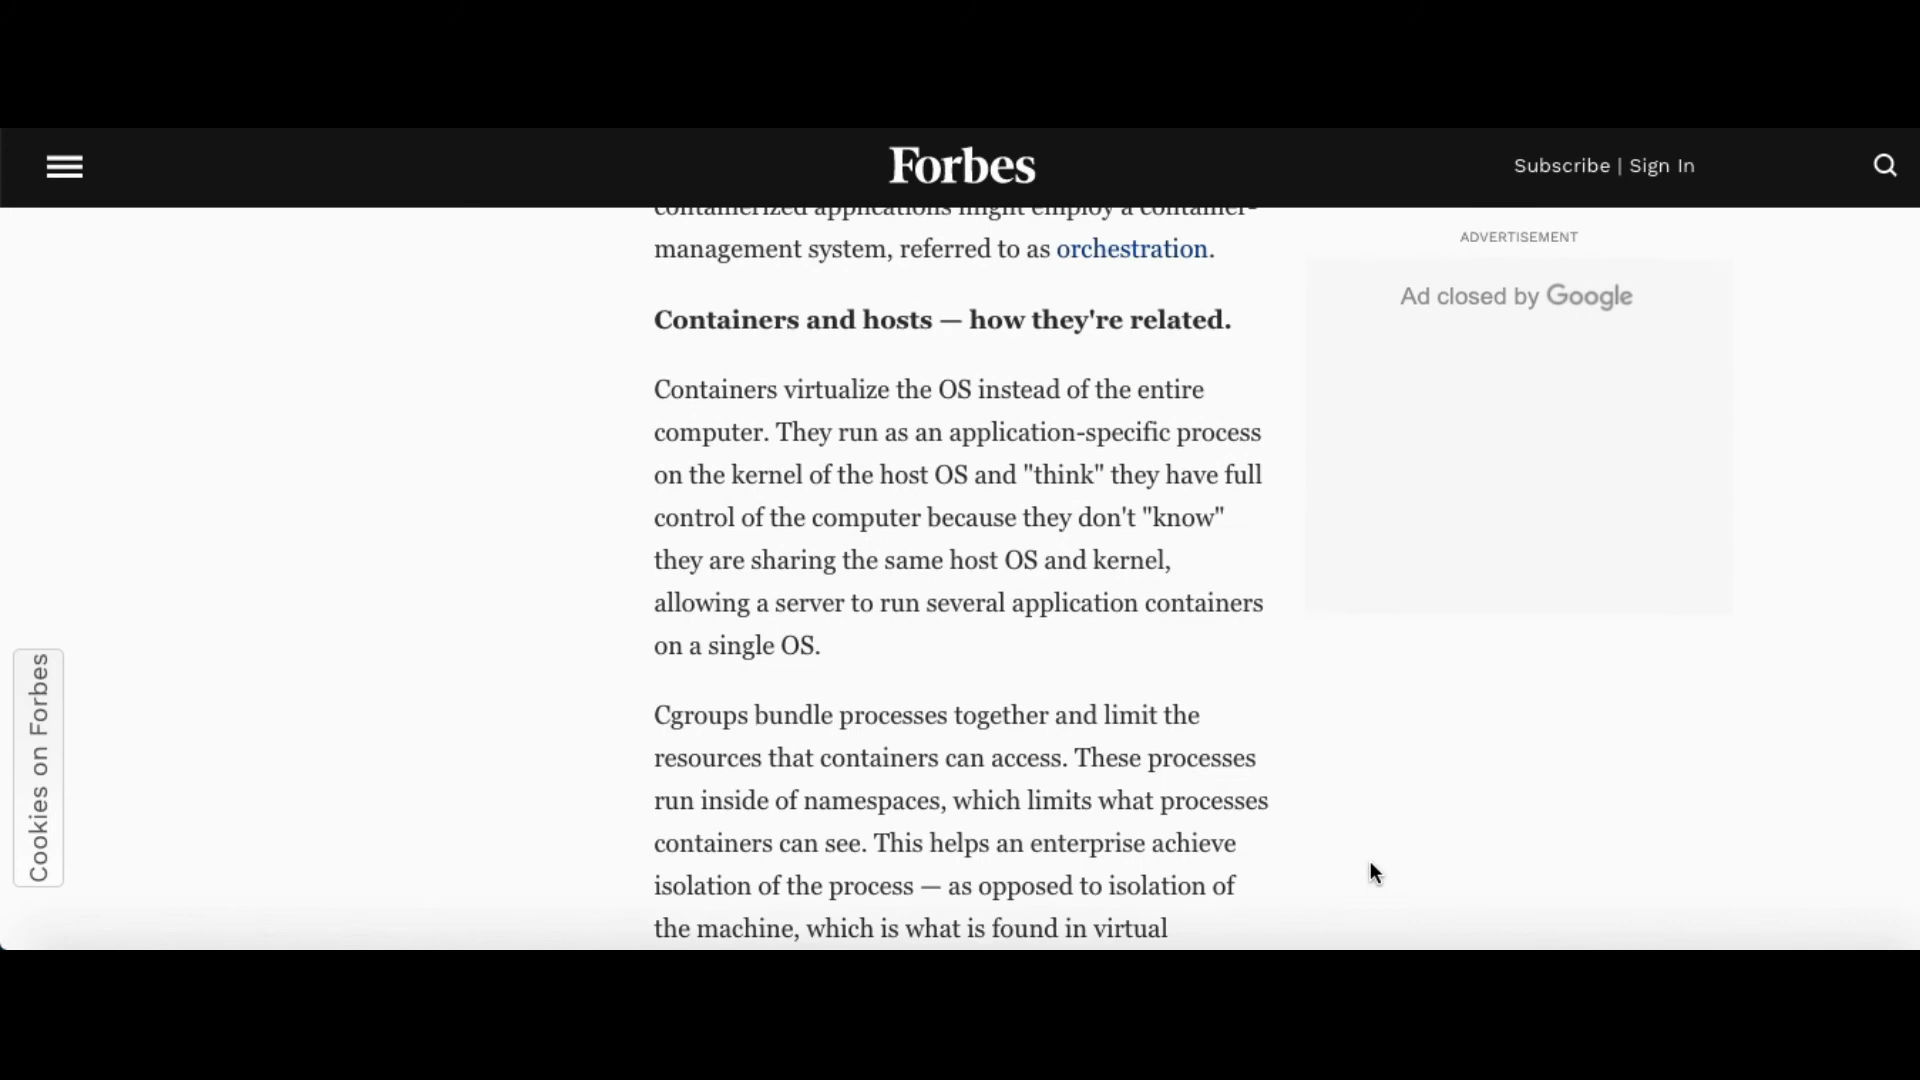 Forbes
Subscribe | Sign In
containerized applications might employ a container-
management system, referred to as orchestration.
Containers and hosts — how they're related.
Containers virtualize the OS instead of the entire
computer. They run as an application-specific process
on the kernel of the host OS and "think" they have full
control of the computer because they don't "know"
they are sharing the same host OS and kernel,
allowing a server to run several application containers
on a single OS.
Cgroups bundle processes together and limit the
resources that containers can access. These processes
run inside of namespaces, which limits what processes
containers can see. This helps an enterprise achieve
isolation of the process — as opposed to isolation of
the machine, which is what is found in virtual
ADVERTISEMENT
Ad closed by Google
Cookies on Forbes